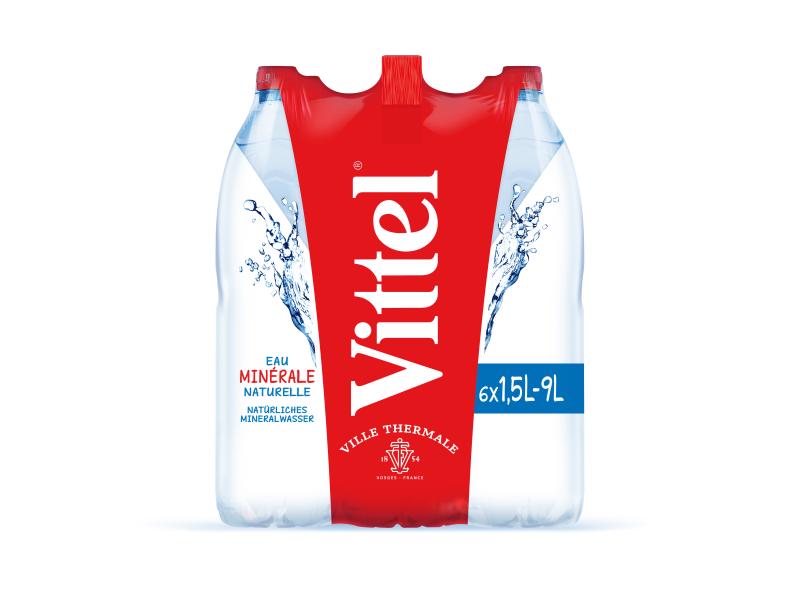 Vittel®
EAU
MINÉRALE
NATURELLE
NATÜRLICHES
MINERALWASSER
6x1,5L-9L
VILLE THERMALE
18 54
VOSGES - FRANCE